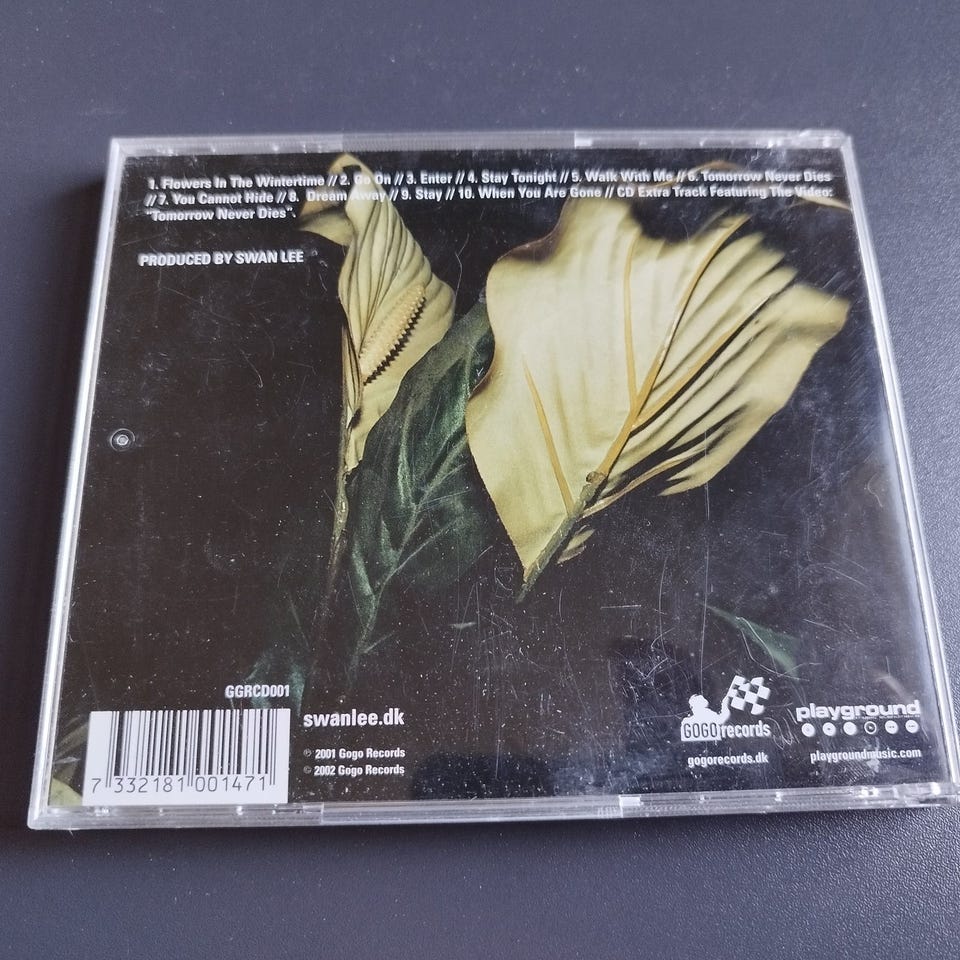 1. Flowers In The Wintertime // 2. Go On // 3. Enter // 4. Stay Tonight // 5. Walk With Me // 6. Tomorrow Never Dies
// 7. You Cannot Hide // 8. Dream Away // 9. Stay // 10. When You Are Gone // CD Extra Track Featuring The Video:
"Tomorrow Never Dies".
PRODUCED BY SWAN LEE
GGRCD001
7 332181 001471
swanlee.dk
℗ 2001 Gogo Records
© 2002 Gogo Records
GOGO records
gogorecords.dk
playground
playgroundmusic.com